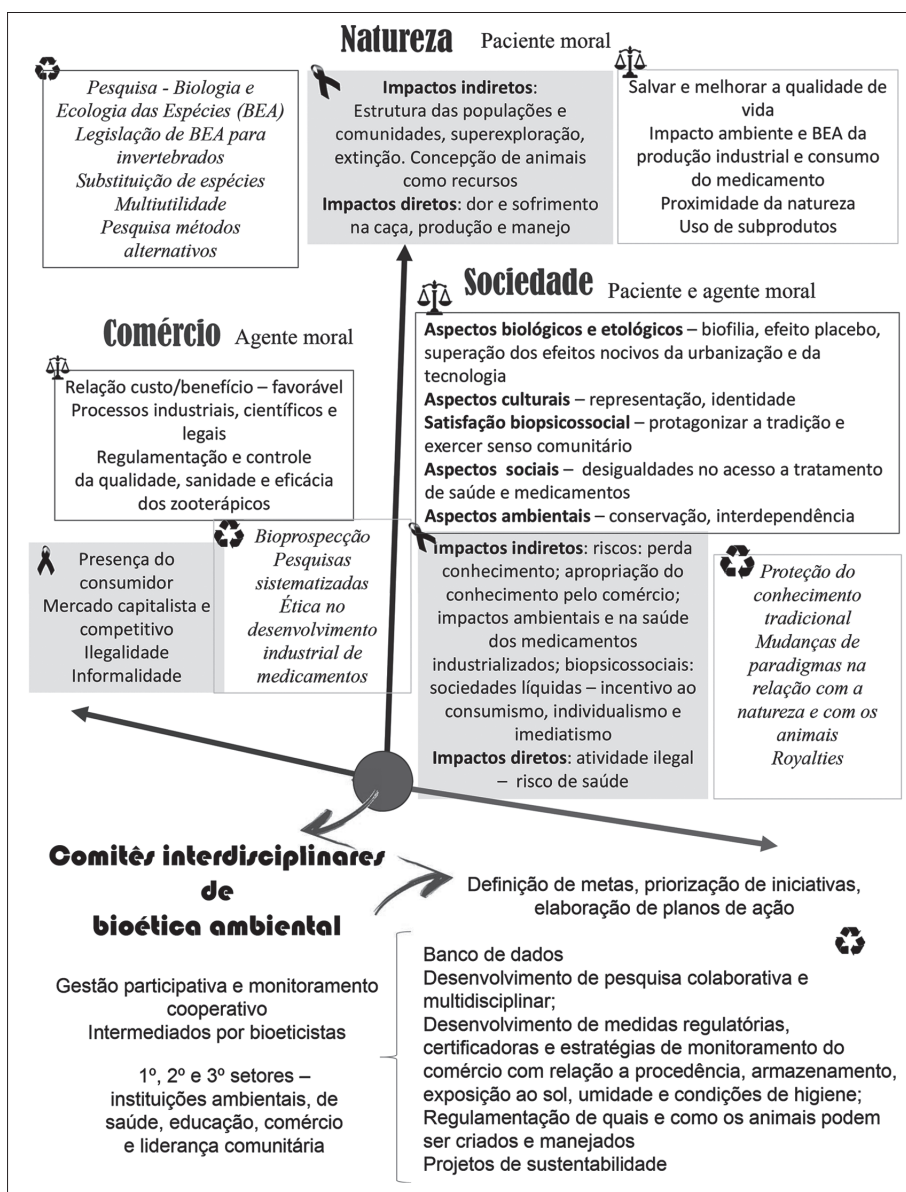 Natureza Paciente moral
Pesquisa - Biologia e
Ecologia das Espécies (BEA)
Legislação de BEA para
invertebrados
Substituição de espécies
Multiutilidade
Pesquisa métodos
alternativos
Impactos indiretos:
Estrutura das populações e
comunidades, superexploração,
extinção. Concepção de animais
como recursos
Impactos diretos: dor e sofrimento
na caça, produção e manejo
Salvar e melhorar a qualidade de
vida
Impacto ambiente e BEA da
produção industrial e consumo
do medicamento
Proximidade da natureza
Uso de subprodutos
Comércio Agente moral
Relação custo/benefício – favorável
Processos industriais, científicos e
legais
Regulamentação e controle
da qualidade, sanidade e eficácia
dos zooterápicos
Presença do
consumidor
Mercado capitalista e
competitivo
Ilegalidade
Informalidade
Bioprospecção
Pesquisas
sistematizadas
Ética no
desenvolvimento
industrial de
medicamentos
Sociedade Paciente e agente moral
Aspectos biológicos e etológicos – biofilia, efeito placebo,
superação dos efeitos nocivos da urbanização e da
tecnologia
Aspectos culturais – representação, identidade
Satisfação biopsicossocial – protagonizar a tradição e
exercer senso comunitário
Aspectos sociais – desigualdades no acesso a tratamento
de saúde e medicamentos
Aspectos ambientais – conservação, interdependência
Impactos indiretos: riscos: perda
conhecimento; apropriação do
conhecimento pelo comércio;
impactos ambientais e na saúde
dos medicamentos
industrializados; biopsicossociais:
sociedades líquidas – incentivo ao
consumismo, individualismo e
imediatismo
Impactos diretos: atividade ilegal
– risco de saúde
Proteção do
conhecimento
tradicional
Mudanças de
paradigmas na
relação com a
natureza e com os
animais
Royalties
Comitês interdisciplinares
de
bioética ambiental
Definição de metas, priorização de iniciativas,
elaboração de planos de ação
Gestão participativa e monitoramento
cooperativo
Intermediados por bioeticistas
1º, 2º e 3º setores –
instituições ambientais, de
saúde, educação, comércio
e liderança comunitária
Banco de dados
Desenvolvimento de pesquisa colaborativa e
multidisciplinar;
Desenvolvimento de medidas regulatórias,
certificadoras e estratégias de monitoramento do
comércio com relação a procedência, armazenamento,
exposição ao sol, umidade e condições de higiene;
Regulamentação de quais e como os animais podem
ser criados e manejados
Projetos de sustentabilidade